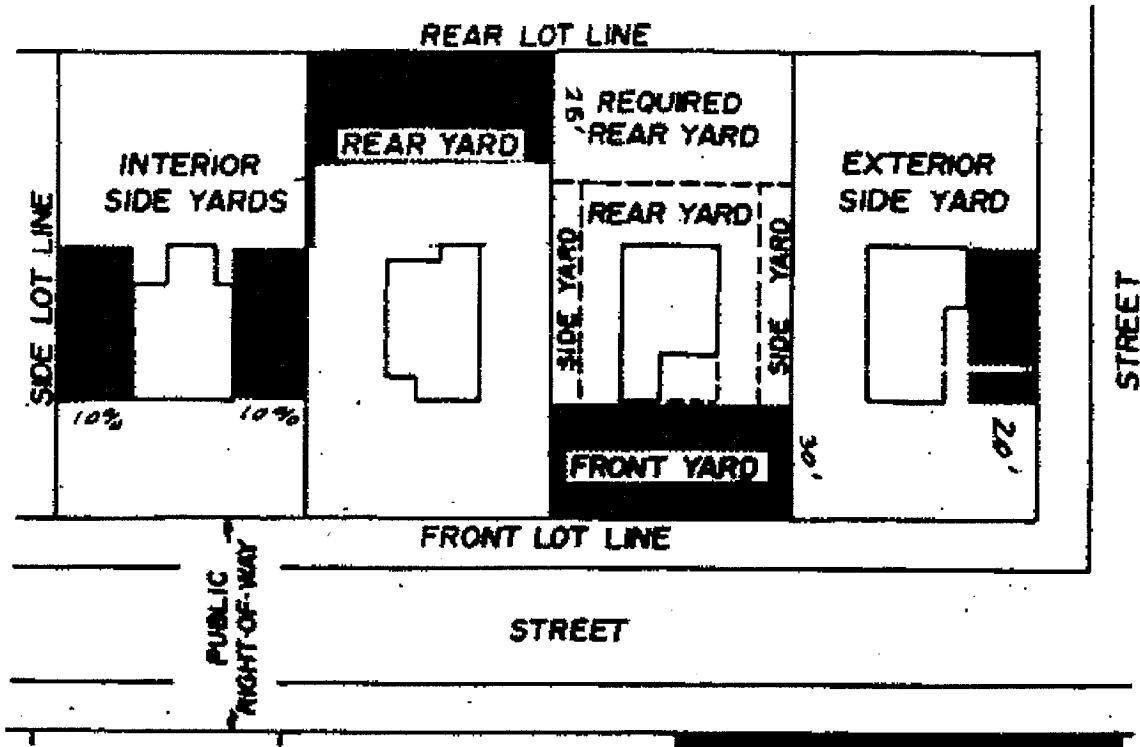 REAR LOT LINE
25'
REQUIRED
REAR YARD
REAR YARD
INTERIOR
SIDE YARDS
EXTERIOR
SIDE YARD
REAR YARD
SIDE LOT LINE
SIDE YARD
SIDE YARD
STREET
10%
10%
FRONT YARD
30'
20'
FRONT LOT LINE
PUBLIC
RIGHT-OF-WAY
STREET